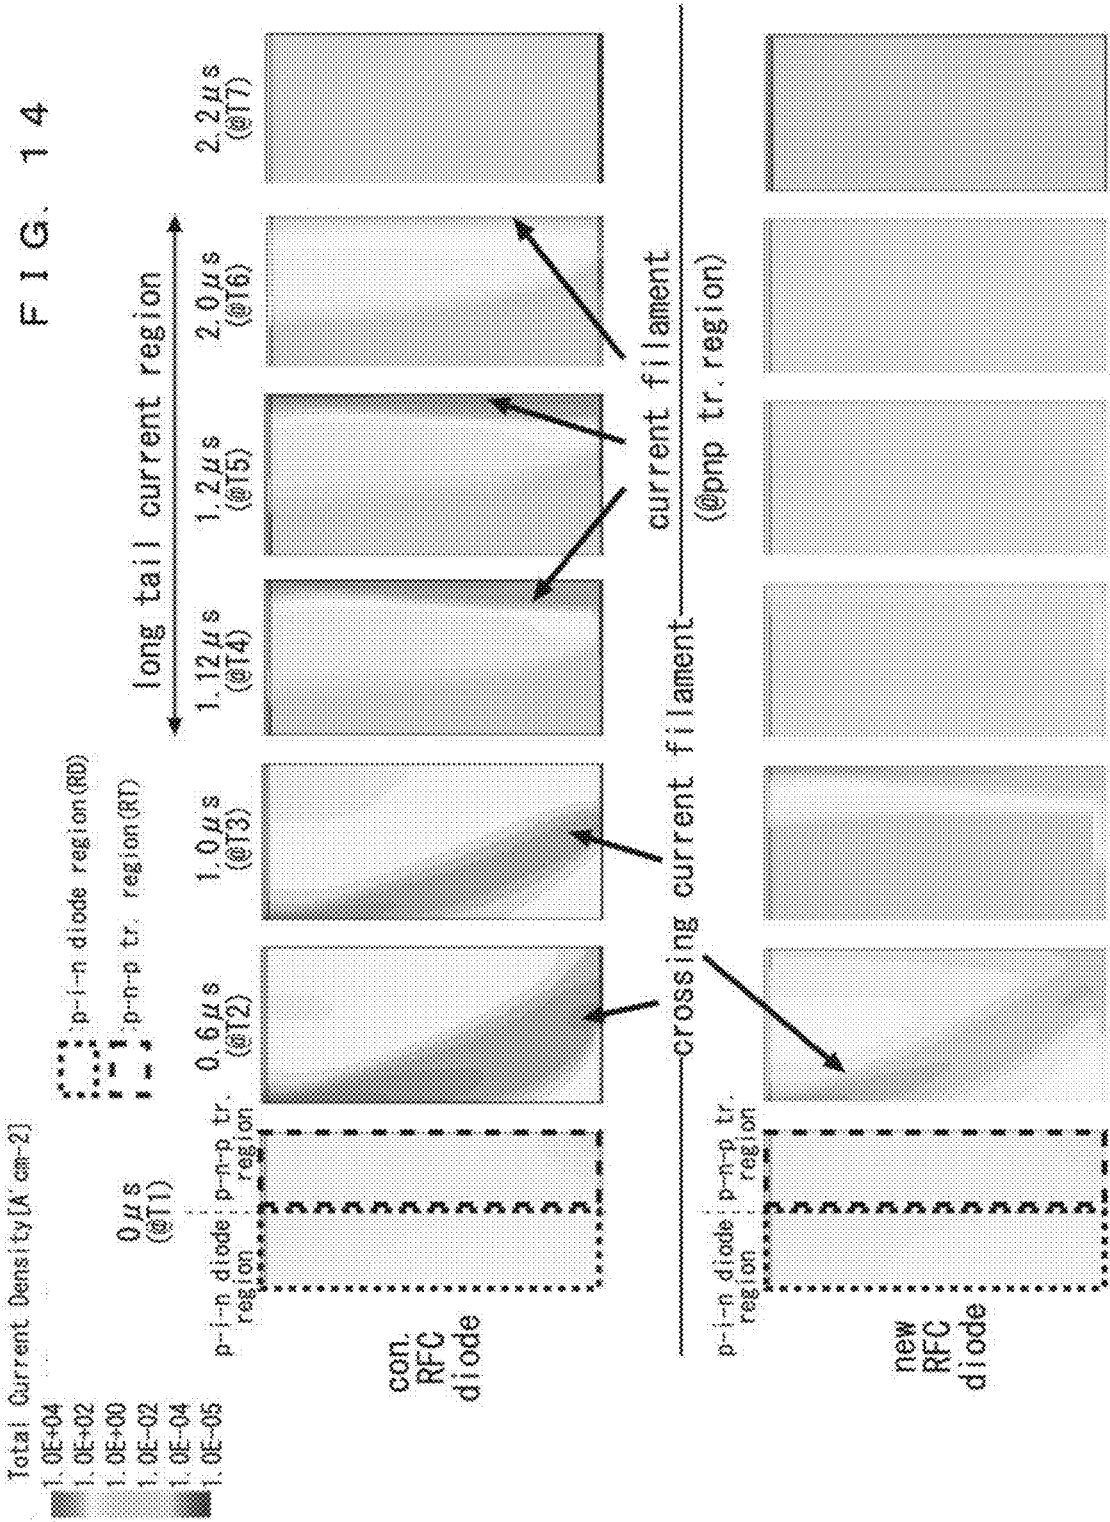 FIG. 14
Total Current Density[A cm-2]
1.0E+04
1.0E+02
1.0E+00
1.0E-02
1.0E-04
1.0E-05
:p-i-n diode region(RD)
:p-n-p tr. region(RT)
long tail current region
0μs
(@T1)
0.6μs
(@T2)
1.0μs
(@T3)
1.12μs
(@T4)
1.2μs
(@T5)
2.0μs
(@T6)
2.2μs
(@T7)
p-i-n diode
region
p-n-p tr.
region
con.
RFC
diode
crossing current filament
current filament
(@pnp tr.region)
p-i-n diode
region
p-n-p tr.
region
new
RFC
diode